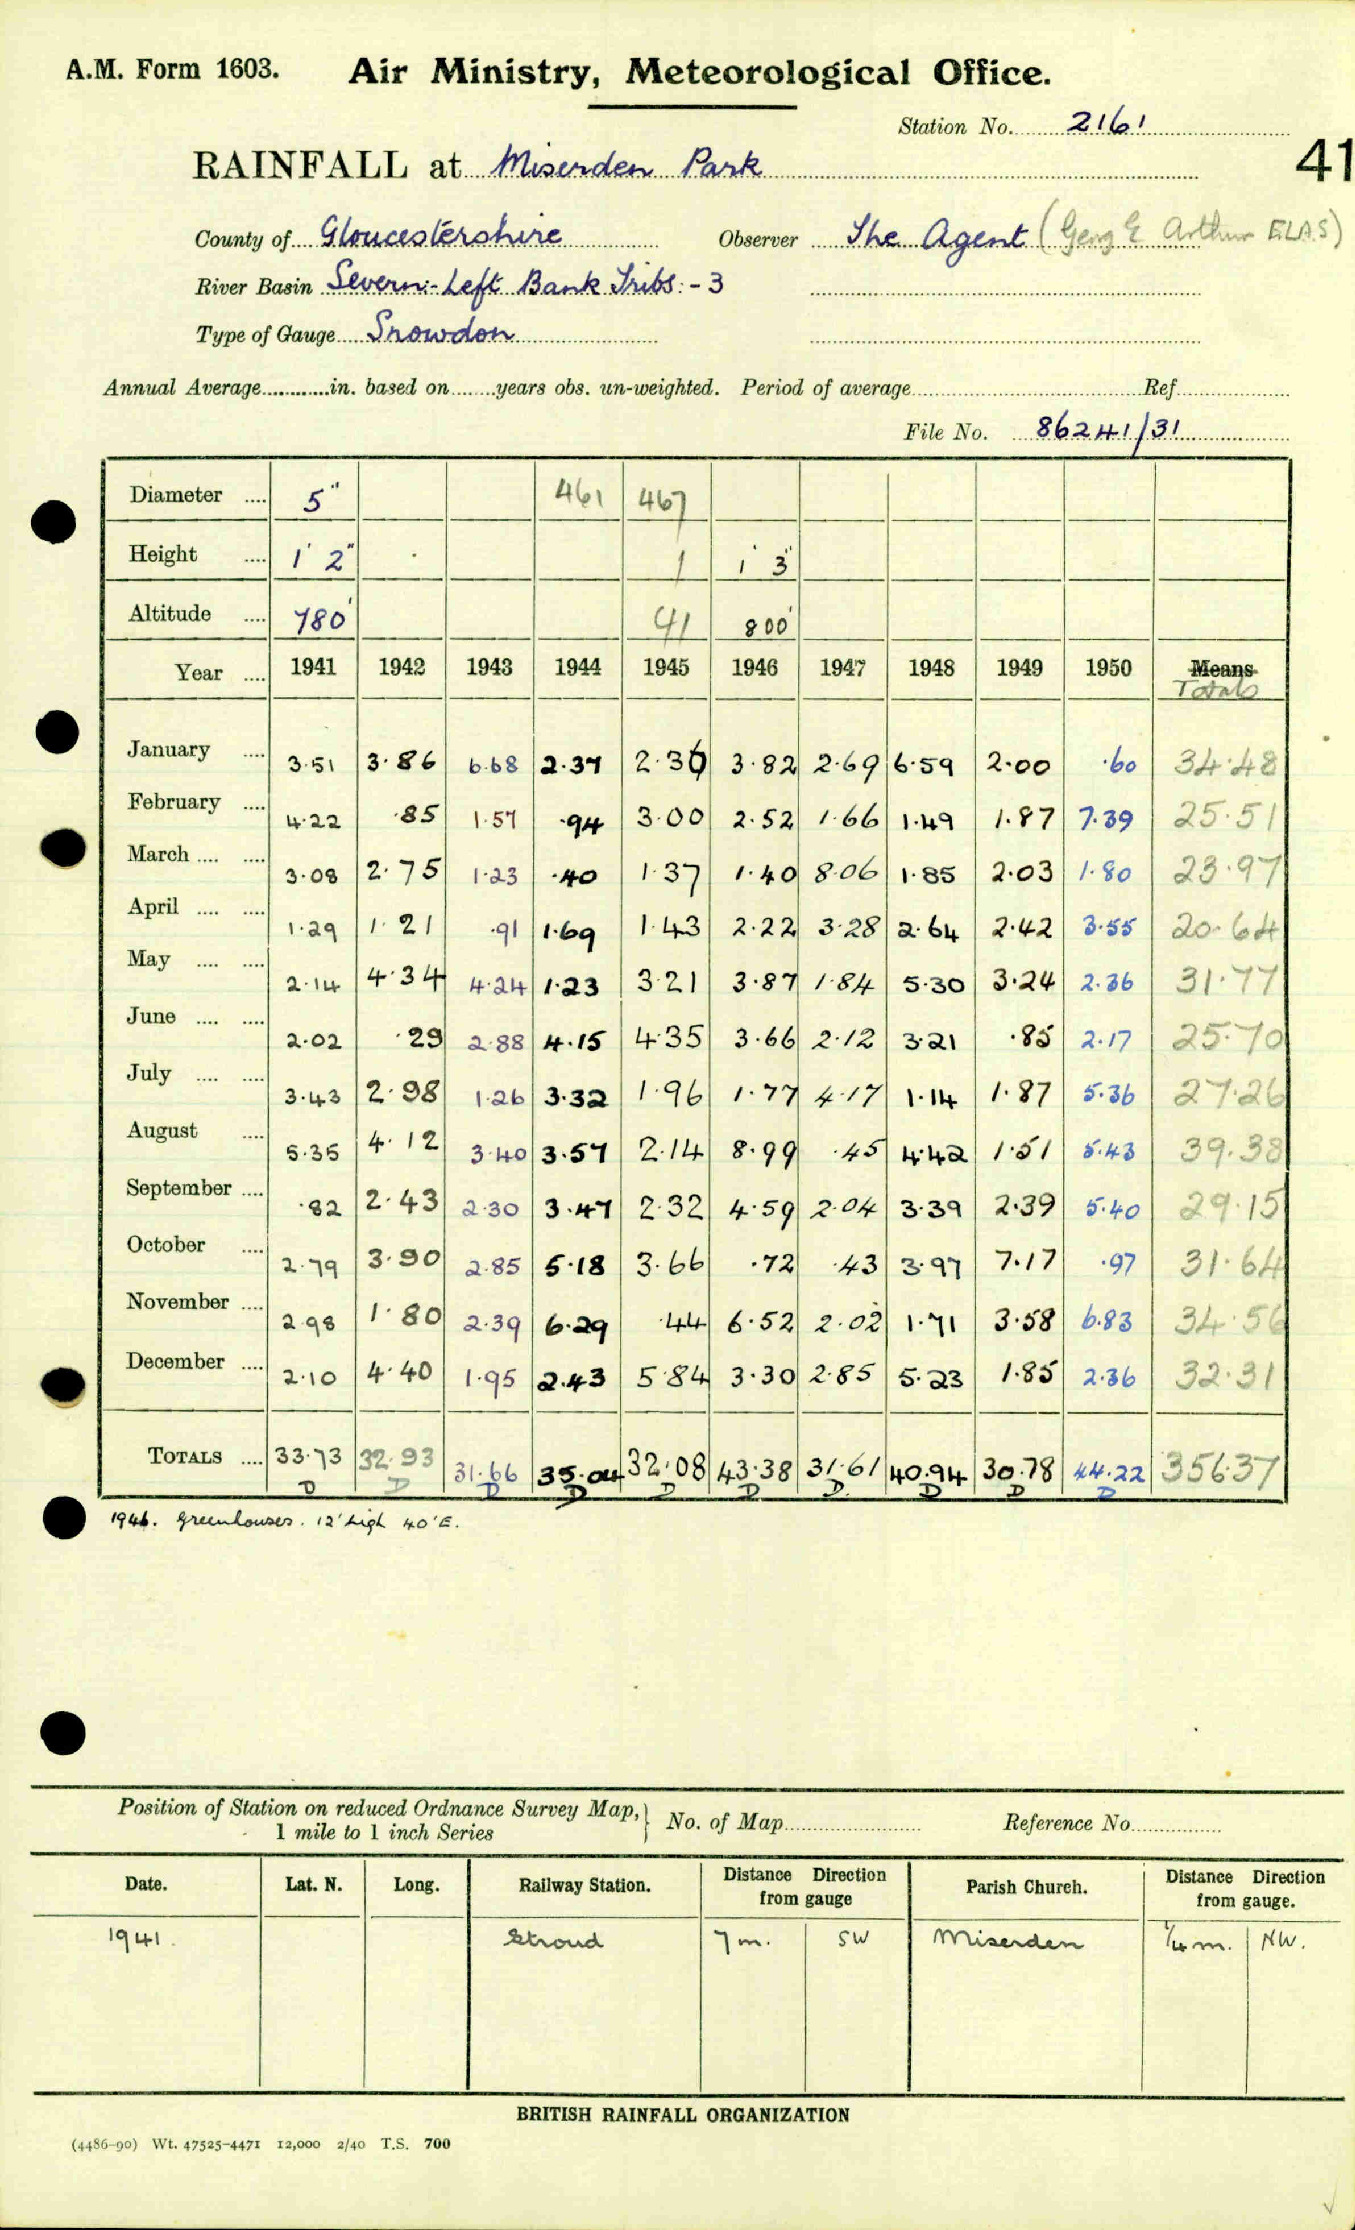 A.M. Form 1603. Air Ministry, Meteorological Office.
Station No. 2161
41
RAINFALL at Miserden Park
County of Gloucestershire Observer The Agent ( Arthur ELAS)
River Basin Severn:-Left Bank Tribs:-3
Type of Gauge Snowdon
Annual Average in. based on years obs. un-weighted. Period of average Ref
File No. 86241/31
Diameter 5" 461 467
Height 1' 2" 1 1' 3"
Altitude 780' 41 800'
Year 1941 1942 1943 1944 1945 1946 1947 1948 1949 1950 Means
Totals
January 3.51 3.86 6.68 2.37 2.36 3.82 2.69 6.59 2.00 .60 34.48
February 4.22 .85 1.57 .94 3.00 2.52 1.66 1.49 1.87 7.39 25.51
March 3.08 2.75 1.23 .40 1.37 1.40 8.06 1.85 2.03 1.80 23.97
April 1.29 1.21 .91 1.69 1.43 2.22 3.28 2.64 2.42 3.55 20.64
May 2.14 4.34 4.24 1.23 3.21 3.87 1.84 5.30 3.24 2.36 31.77
June 2.02 .29 2.88 4.15 4.35 3.66 2.12 3.21 .85 2.17 25.70
July 3.43 2.98 1.26 3.32 1.96 1.77 4.17 1.14 1.87 5.36 27.26
August 5.35 4.12 3.40 3.57 2.14 8.99 .45 4.42 1.51 5.43 39.38
September .82 2.43 2.30 3.47 2.32 4.59 2.04 3.39 2.39 5.40 29.15
October 2.79 3.90 2.85 5.18 3.66 .72 .43 3.97 7.17 .97 31.64
November 2.98 1.80 2.39 6.29 .44 6.52 2.02 1.71 3.58 6.83 34.56
December 2.10 4.40 1.95 2.43 5.84 3.30 2.85 5.23 1.85 2.36 32.31
TOTALS 33.73 32.93 31.66 35.04 32.08 43.38 31.61 40.94 30.78 44.22 356.37
D D D D D D D D D D
1946. Greenhouses. 12' high 40' E.
Position of Station on reduced Ordnance Survey Map, } No. of Map Reference No.
1 mile to 1 inch Series
Date. Lat. N. Long. Railway Station. Distance Direction from gauge Parish Church. Distance Direction from gauge.
1941. Stroud 7 m. SW Miserden 1/4 m. NW.
BRITISH RAINFALL ORGANIZATION
(4486-90) Wt. 47525-4471 12,000 2/40 T.S. 700